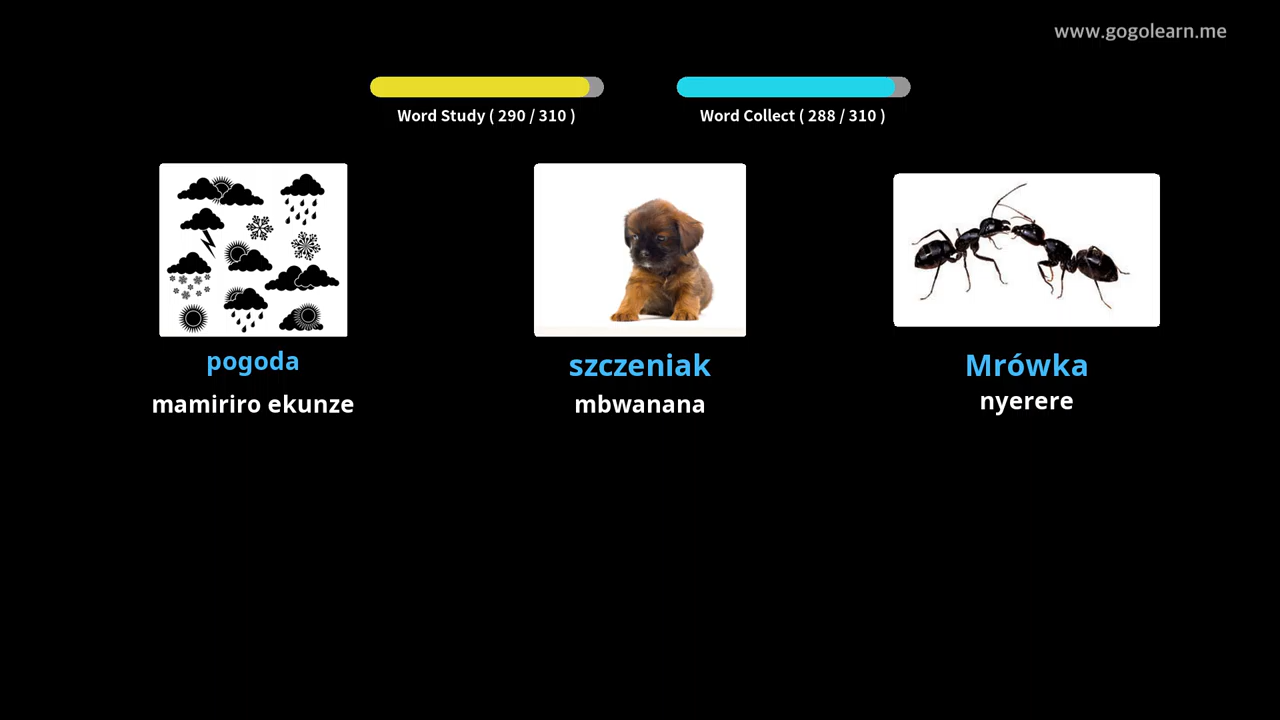 www.gogolearn.me
Word Study ( 290 / 310 )
Word Collect ( 288 / 310 )
pogoda
mamiriro ekunze
szczeniak
mbwanana
Mrówka
nyerere